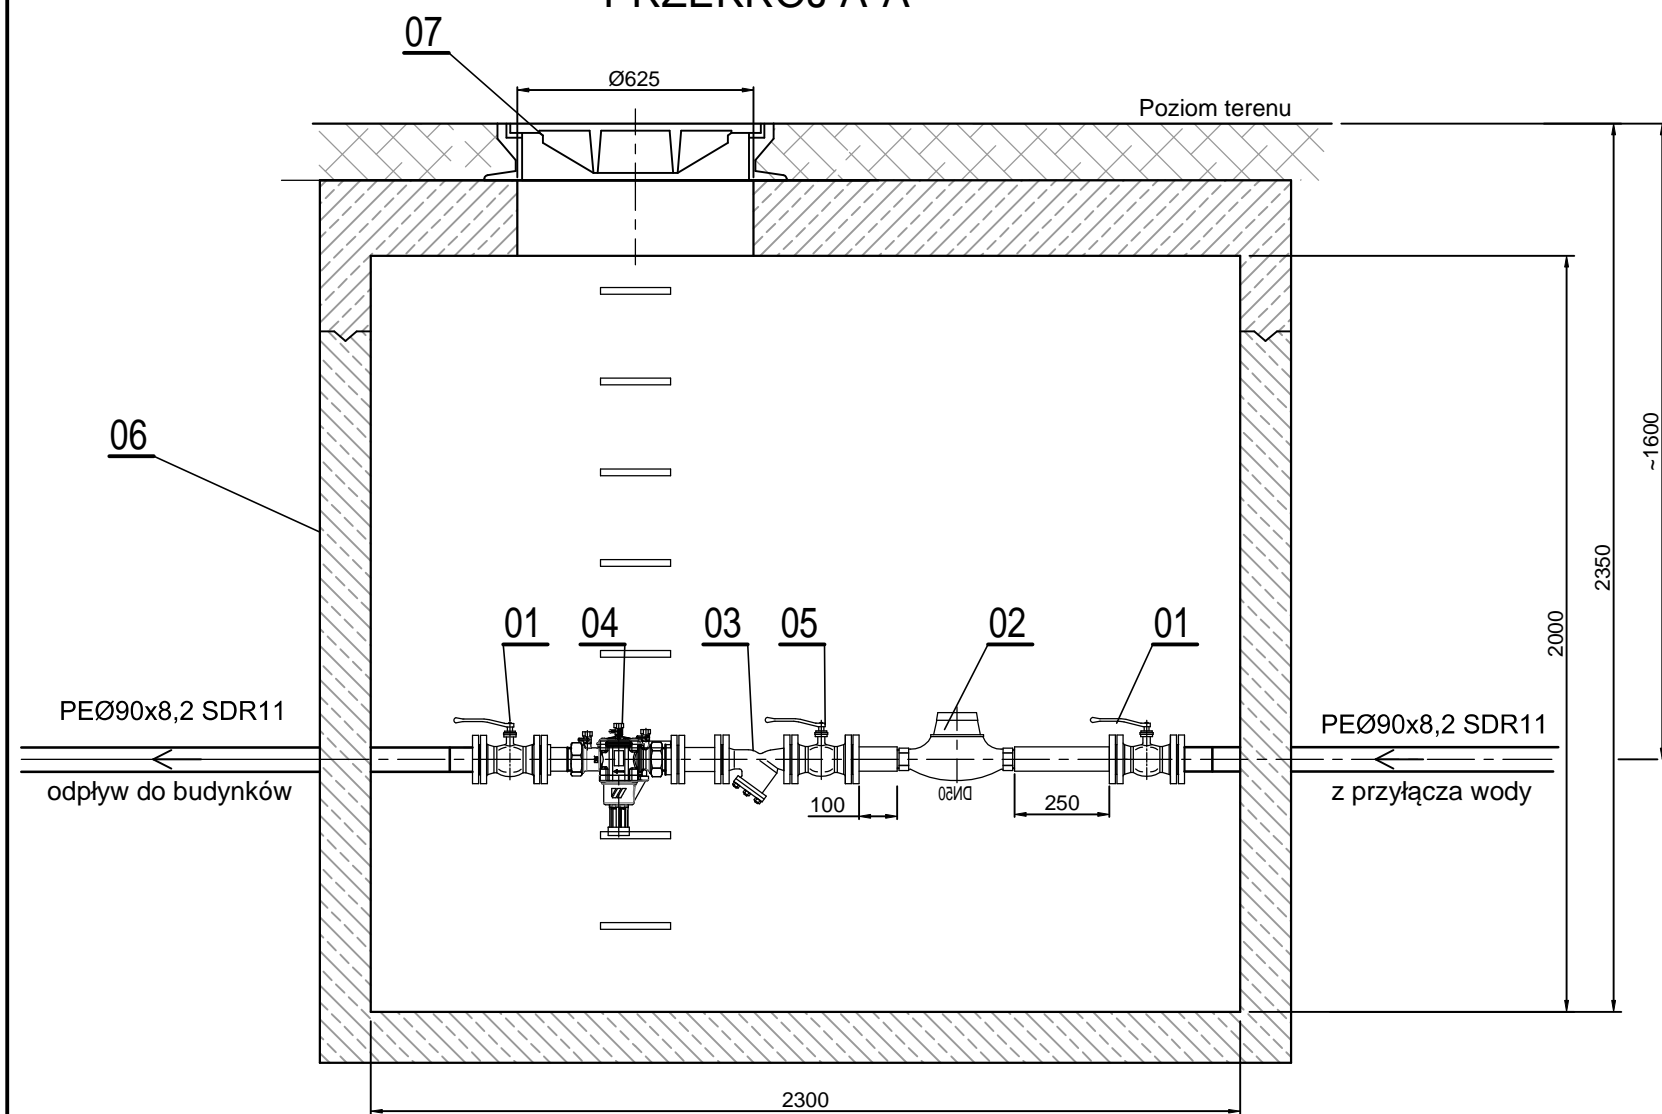 PRZEKRÓJ A-A
07
Ø625
Poziom terenu
06
~1600
2350
2000
01
04
03
05
02
01
PEØ90x8,2 SDR11
PEØ90x8,2 SDR11
odpływ do budynków
100
DN50
250
z przyłącza wody
2300